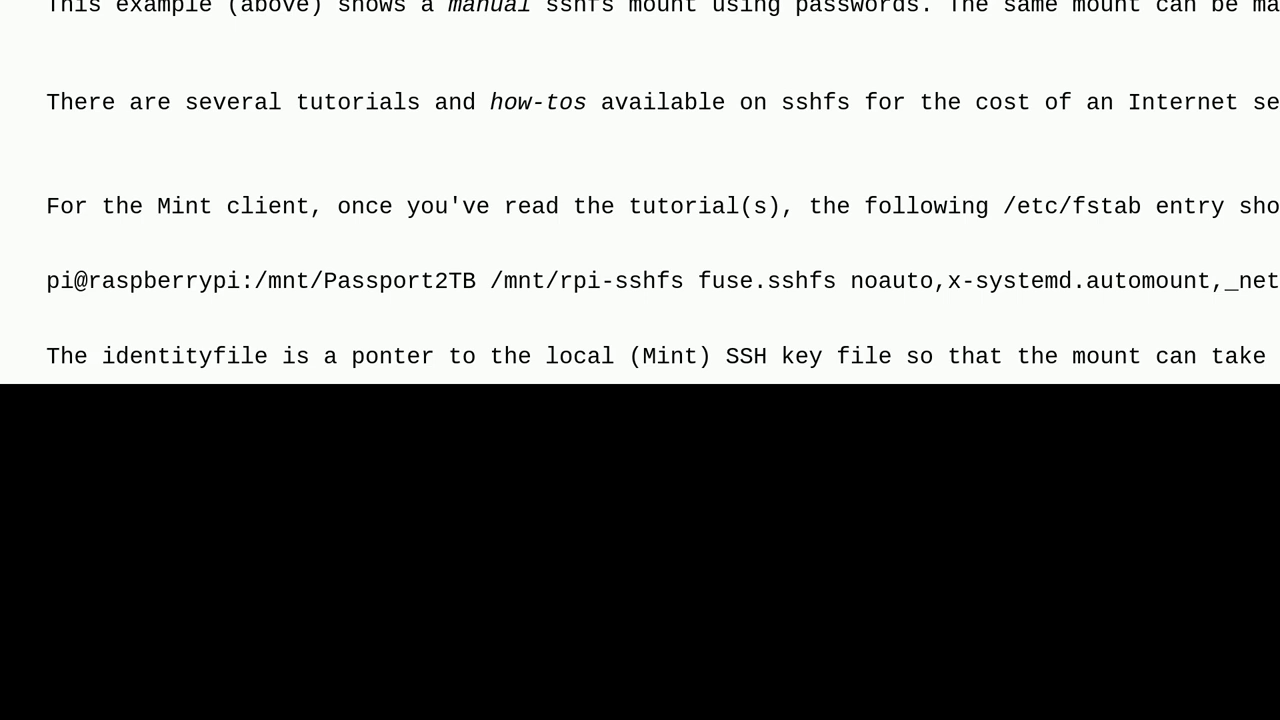 This example (above) shows a manual sshfs mount using passwords. The same mount can be ma
There are several tutorials and how-tos available on sshfs for the cost of an Internet se
For the Mint client, once you've read the tutorial(s), the following /etc/fstab entry sho
pi@raspberrypi:/mnt/Passport2TB /mnt/rpi-sshfs fuse.sshfs noauto,x-systemd.automount,_net
The identityfile is a ponter to the local (Mint) SSH key file so that the mount can take